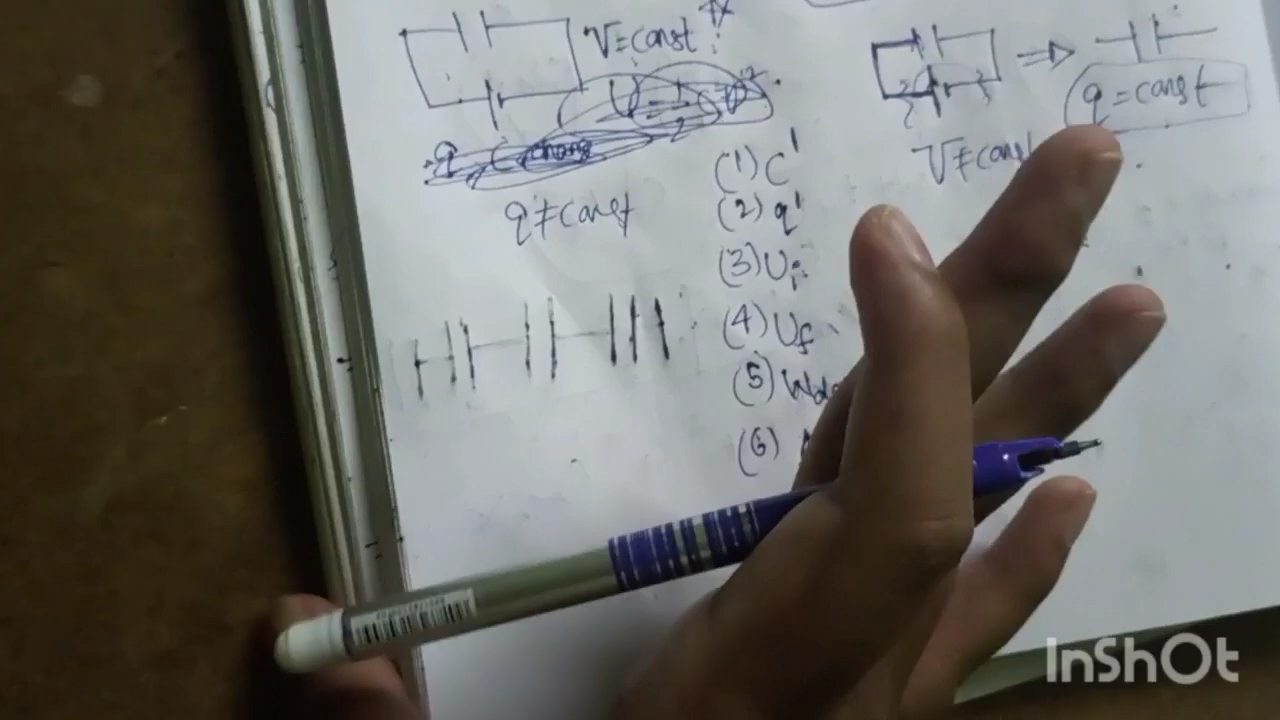 V=const
q=const
V≠const
q≠const
(1) C'
(2) q'
(3) Ui
(4) Uf
(5)
(6)
InShOt